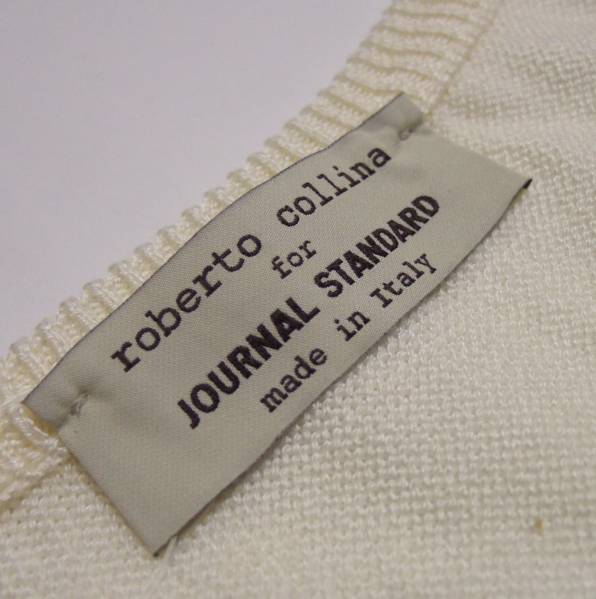 roberto collina
for
JOURNAL STANDARD
made in Italy